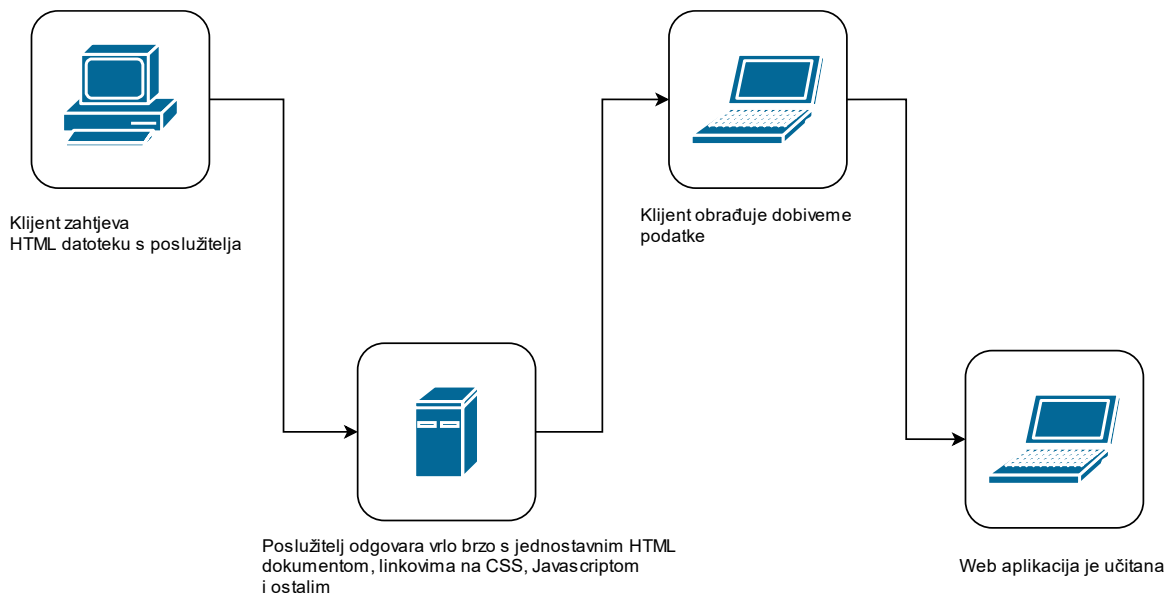 Klijent zahtjeva
HTML datoteku s poslužitelja
Klijent obrađuje dobiveme
podatke
Poslužitelj odgovara vrlo brzo s jednostavnim HTML
dokumentom, linkovima na CSS, Javascriptom
i ostalim
Web aplikacija je učitana